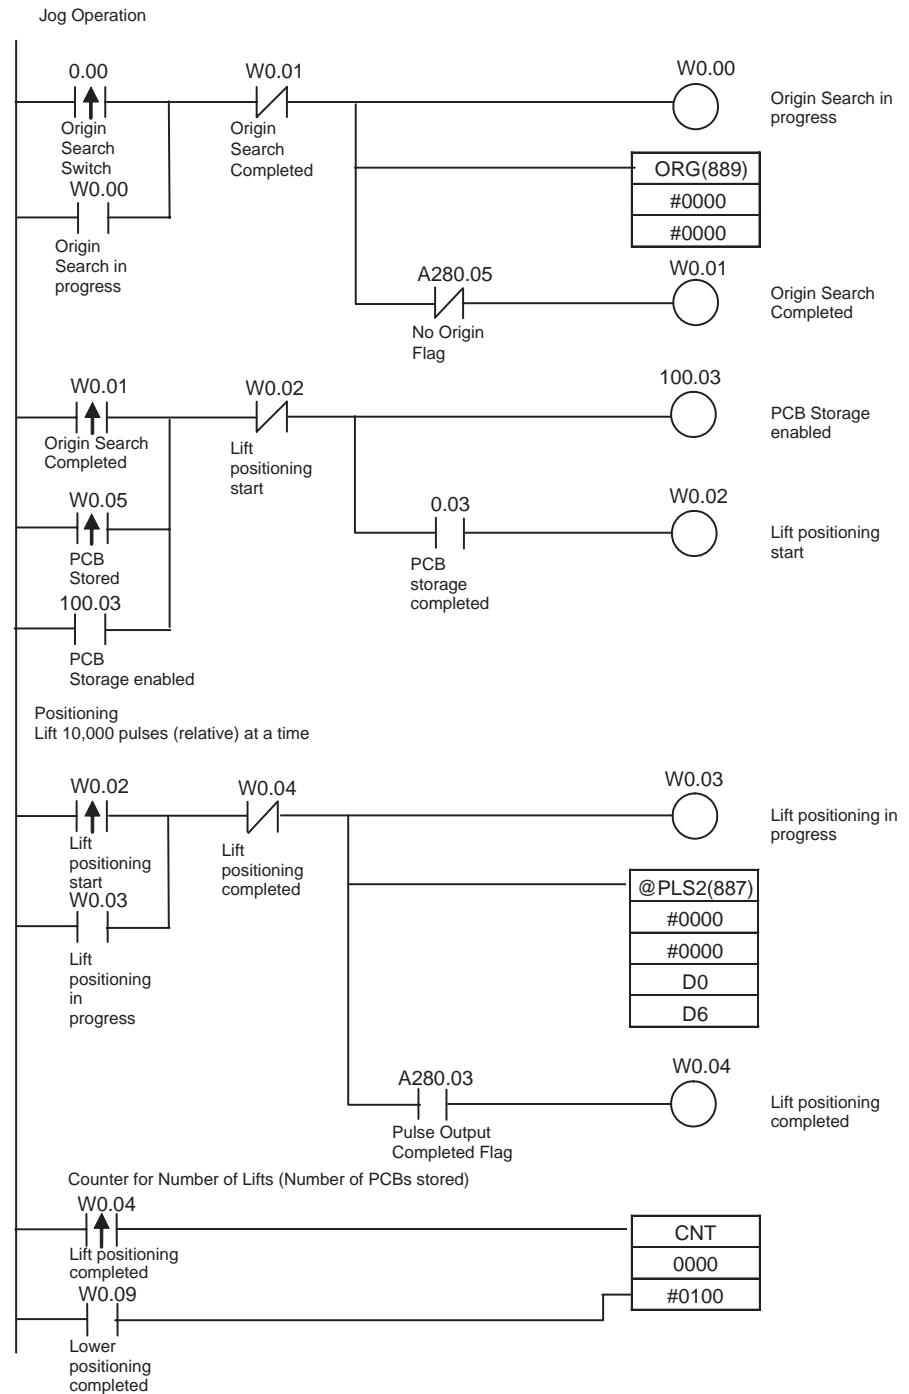 Jog Operation
0.00
W0.01
W0.00
Origin Search in
progress
Origin
Search
Switch
Origin
Search
Completed
ORG(889)
#0000
#0000
W0.00
Origin
Search in
progress
A280.05
W0.01
Origin Search
Completed
No Origin
Flag
W0.01
W0.02
100.03
PCB Storage
enabled
Origin Search
Completed
Lift
positioning
start
W0.05
0.03
W0.02
Lift positioning
start
PCB
Stored
PCB
storage
completed
100.03
PCB
Storage enabled
Positioning
Lift 10,000 pulses (relative) at a time
W0.02
W0.04
W0.03
Lift positioning in
progress
Lift
positioning
start
Lift
positioning
completed
@PLS2(887)
#0000
#0000
D0
D6
W0.03
Lift
positioning
in
progress
A280.03
W0.04
Lift positioning
completed
Pulse Output
Completed Flag
Counter for Number of Lifts (Number of PCBs stored)
W0.04
Lift positioning
completed
CNT
0000
#0100
W0.09
Lower
positioning
completed